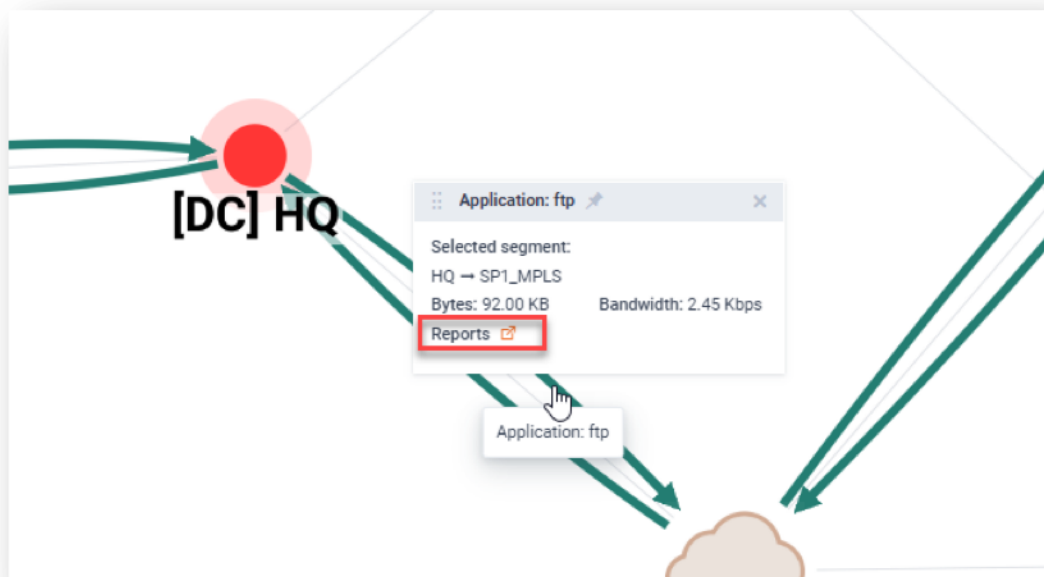 [DC] HQ
Application: ftp
Selected segment:
HQ → SP1_MPLS
Bytes: 92.00 KB Bandwidth: 2.45 Kbps
Reports
Application: ftp